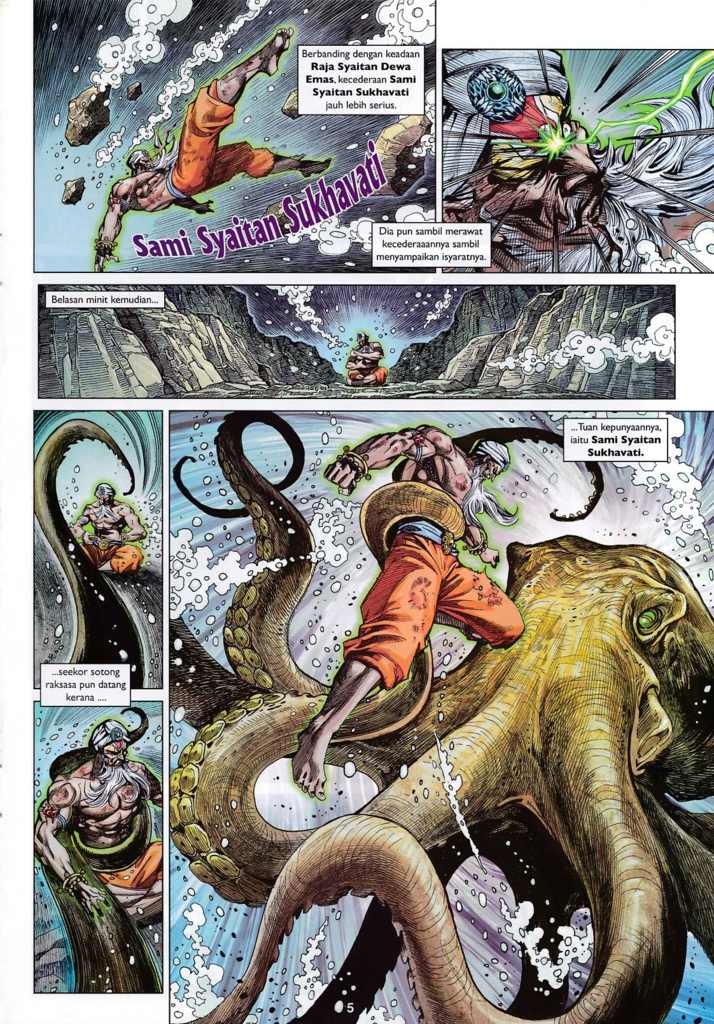 Berbanding dengan keadaan
Raja Syaitan Dewa
Emas, kecederaan Sami
Syaitan Sukhavati
jauh lebih serius.
Sami Syaitan Sukhavati
Dia pun sambil merawat
kecederaaannya sambil
menyampaikan isyaratnya.
Belasan minit kemudian...
...seekor sotong
raksasa pun datang
kerana ....
...Tuan kepunyaannya,
iaitu Sami Syaitan
Sukhavati.
5